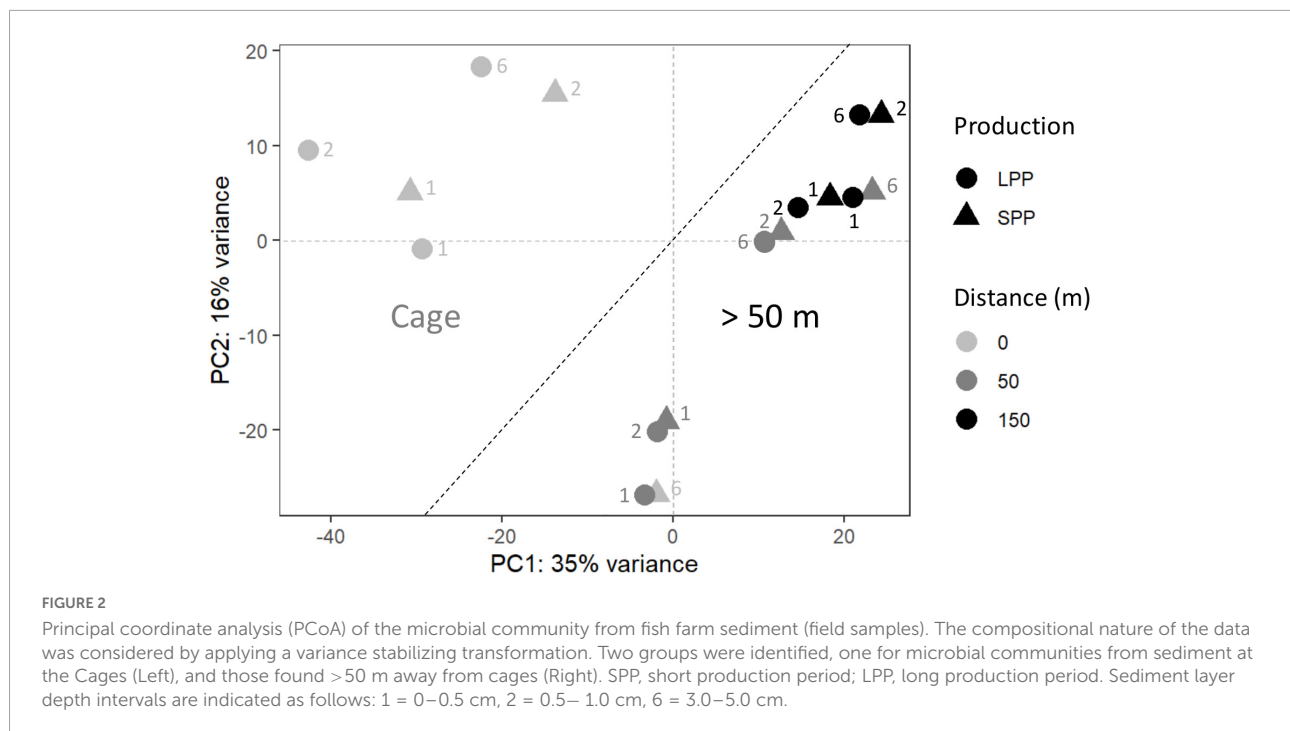 20
10
0
-10
-20
PC2: 16% variance
-40
-20
0
20
PC1: 35% variance
6
2
2
1
1
6
2
1
6
2
1
2
6
Cage
> 50 m
1
2
1
6
Production
LPP
SPP
Distance (m)
0
50
150
FIGURE 2
Principal coordinate analysis (PCoA) of the microbial community from fish farm sediment (field samples). The compositional nature of the data
was considered by applying a variance stabilizing transformation. Two groups were identified, one for microbial communities from sediment at
the Cages (Left), and those found >50 m away from cages (Right). SPP, short production period; LPP, long production period. Sediment layer
depth intervals are indicated as follows: 1 = 0–0.5 cm, 2 = 0.5— 1.0 cm, 6 = 3.0–5.0 cm.